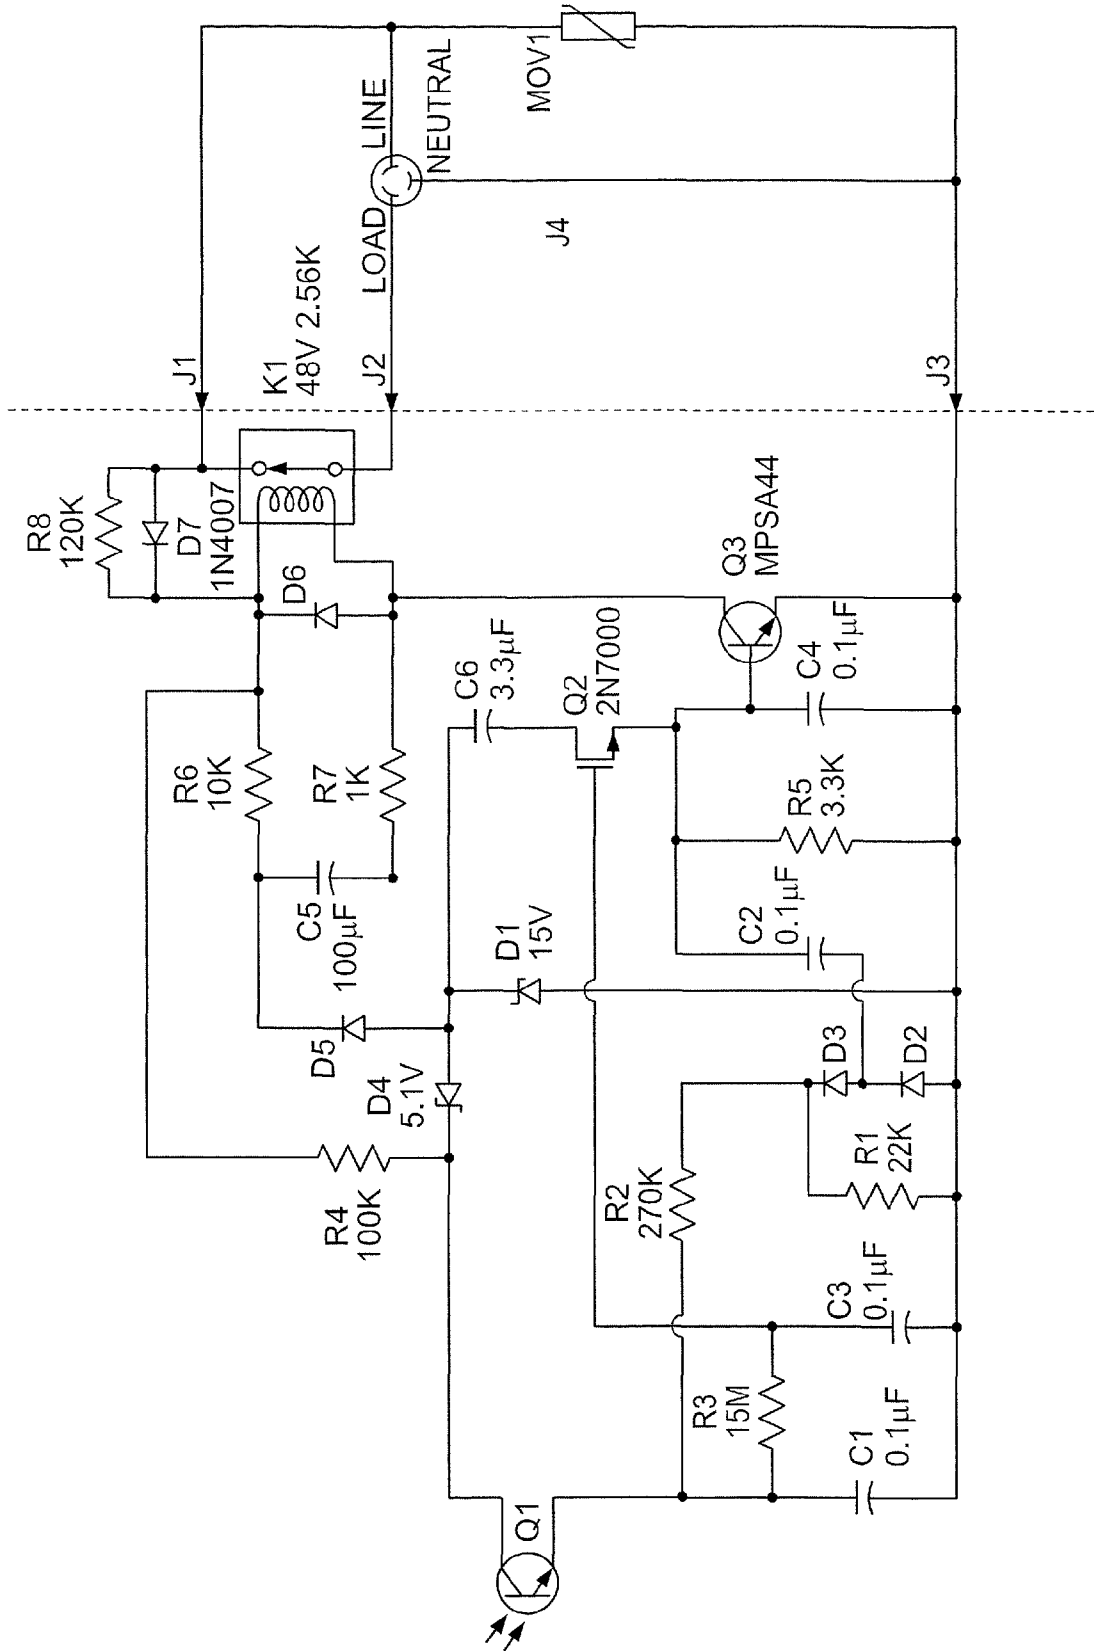 R8
120K
D7
1N4007
J1
K1
48V 2.56K
J2
LOAD
LINE
NEUTRAL
MOV1
J4
J3
D6
R6
10K
R7
1K
C5
100μF
D5
D4
5.1V
R4
100K
C6
3.3μF
Q2
2N7000
Q3
MPSA44
C4
0.1μF
R5
3.3K
C2
0.1μF
D1
15V
D3
D2
R1
22K
R2
270K
C3
0.1μF
R3
15M
C1
0.1μF
Q1